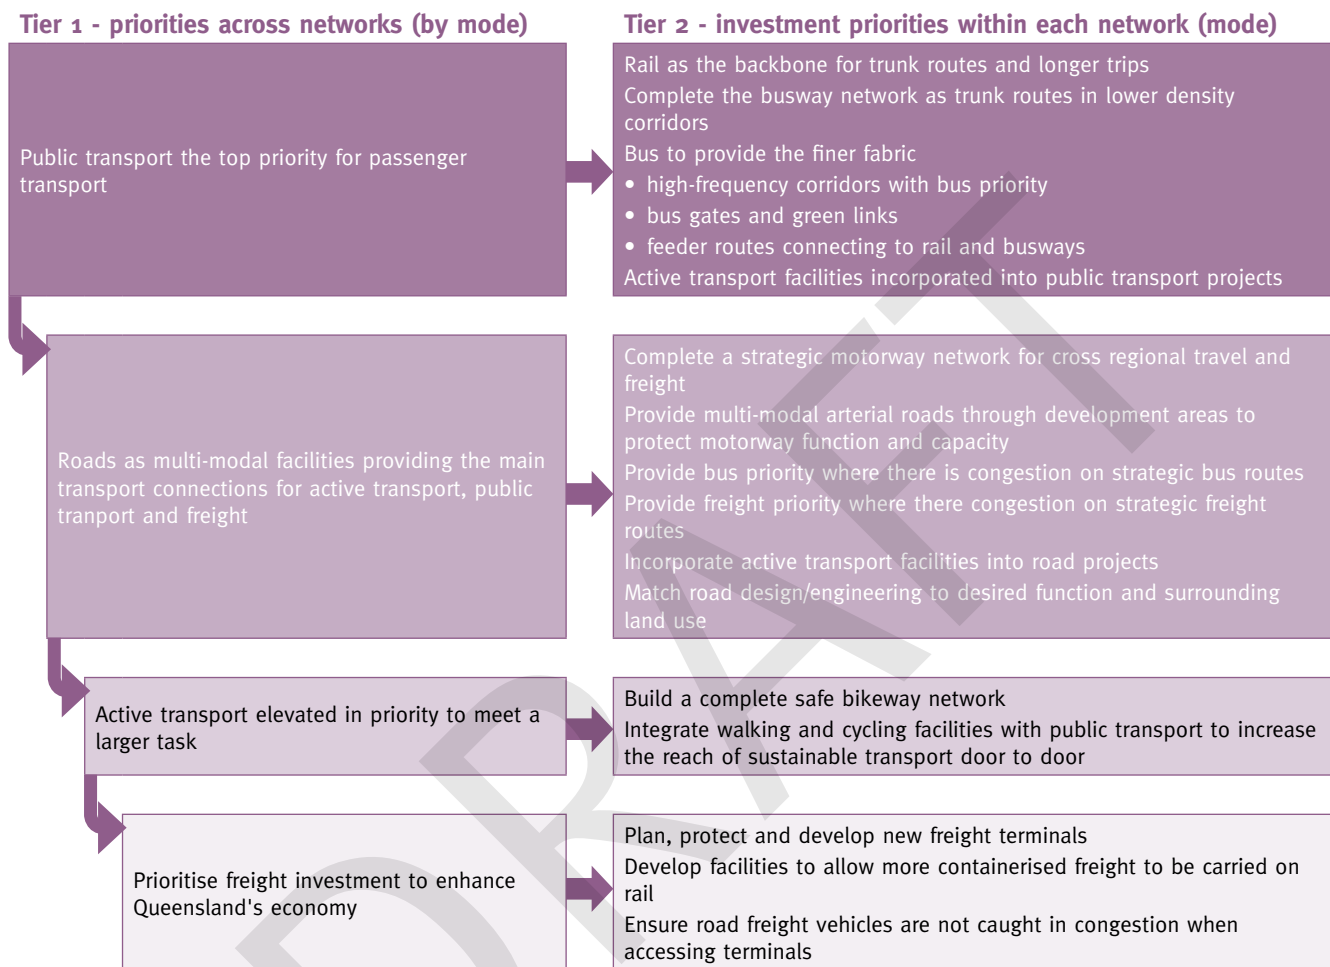 Tier 1 - priorities across networks (by mode)
Tier 2 - investment priorities within each network (mode)
Public transport the top priority for passenger
transport
Rail as the backbone for trunk routes and longer trips
Complete the busway network as trunk routes in lower density
corridors
Bus to provide the finer fabric
• high-frequency corridors with bus priority
• bus gates and green links
• feeder routes connecting to rail and busways
Active transport facilities incorporated into public transport projects
Roads as multi-modal facilities providing the main
transport connections for active transport, public
tranport and freight
Complete a strategic motorway network for cross regional travel and
freight
Provide multi-modal arterial roads through development areas to
protect motorway function and capacity
Provide bus priority where there is congestion on strategic bus routes
Provide freight priority where there congestion on strategic freight
routes
Incorporate active transport facilities into road projects
Match road design/engineering to desired function and surrounding
land use
Active transport elevated in priority to meet a
larger task
Build a complete safe bikeway network
Integrate walking and cycling facilities with public transport to increase
the reach of sustainable transport door to door
Prioritise freight investment to enhance
Queensland's economy
Plan, protect and develop new freight terminals
Develop facilities to allow more containerised freight to be carried on
rail
Ensure road freight vehicles are not caught in congestion when
accessing terminals
DRAFT